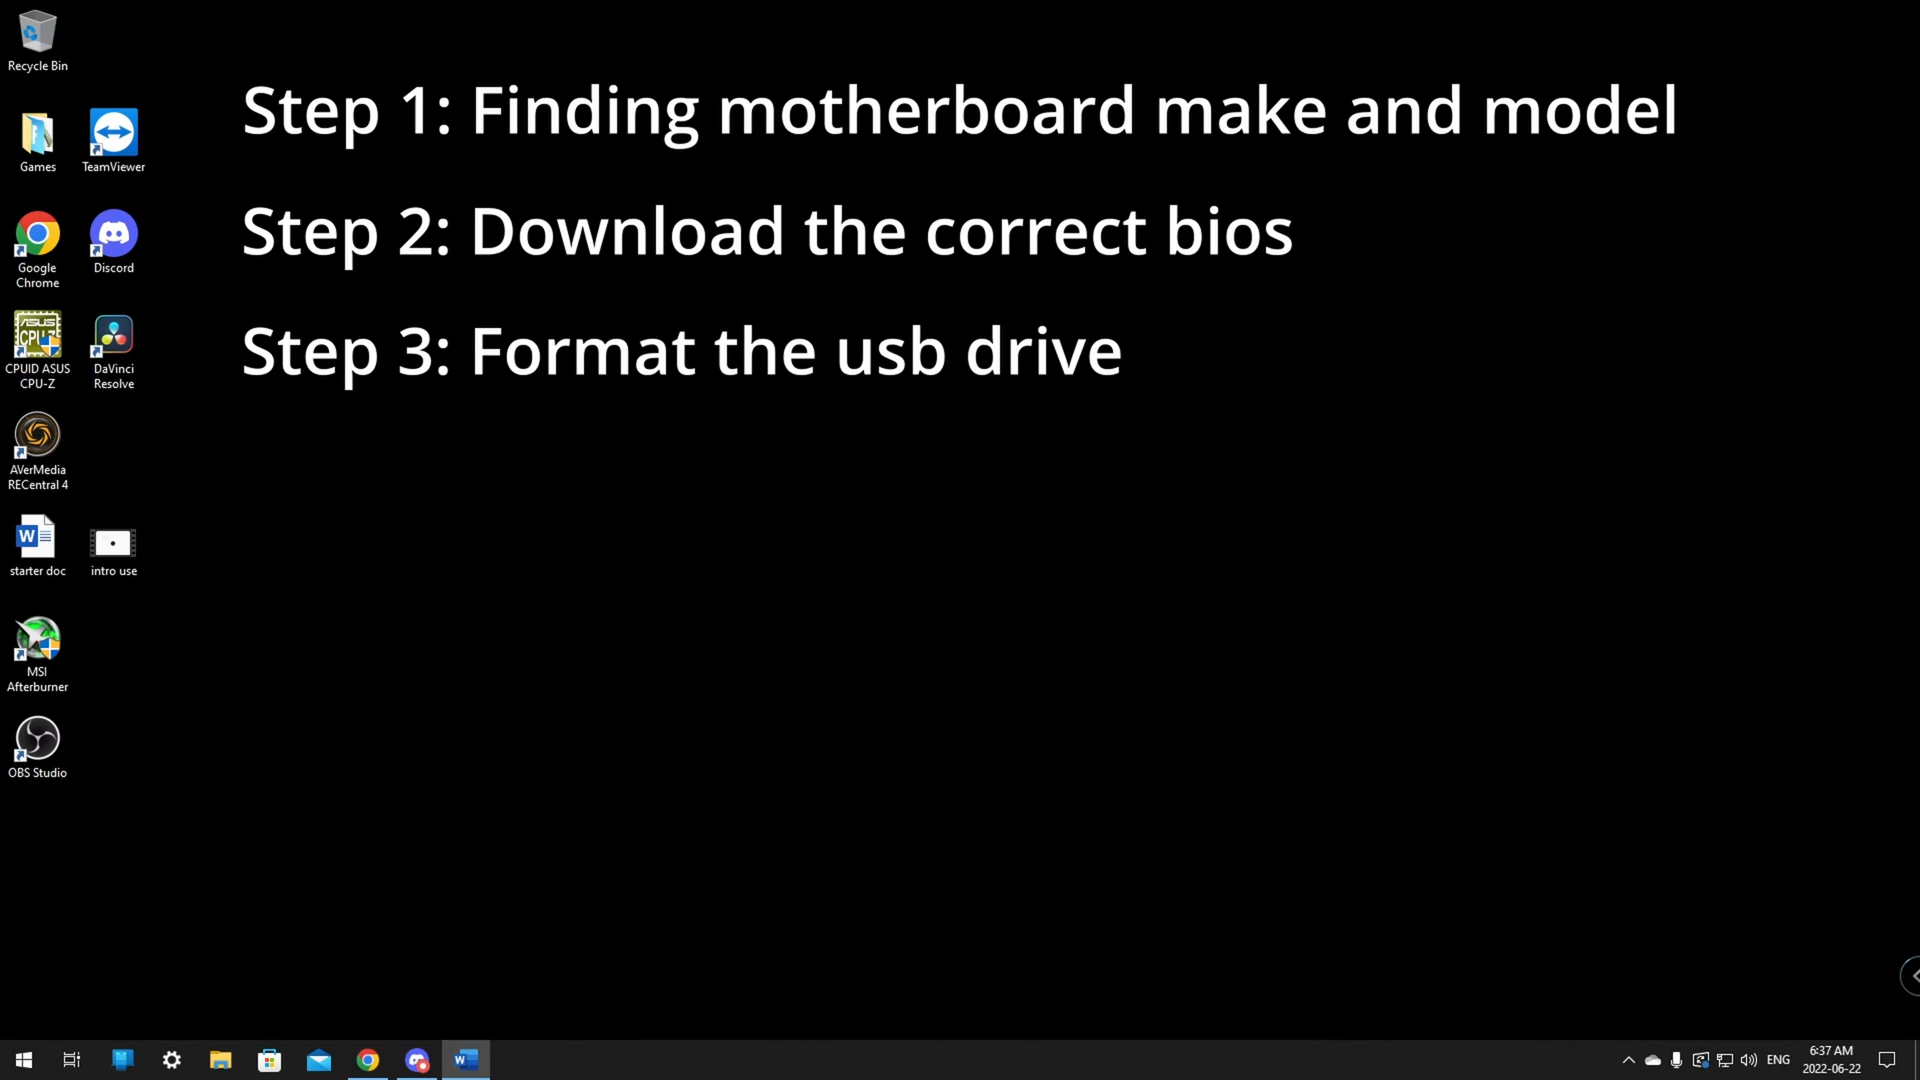 Recycle Bin
Step 1: Finding motherboard make and model
Games
TeamViewer
Step 2: Download the correct bios
Google
Chrome
Discord
Step 3: Format the usb drive
ASUS
CPU-Z
CPUID ASUS
CPU-Z
DaVinci
Resolve
AVerMedia
RECentral 4
W
starter doc
intro use
MSI
Afterburner
OBS Studio
W
ENG
6:37 AM
2022-06-22